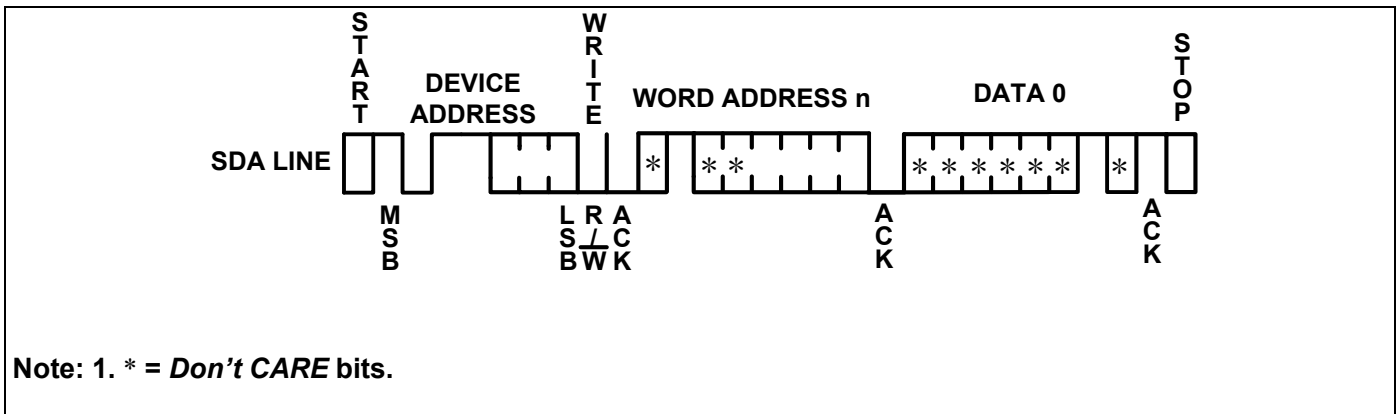 START
WRITE
STOP
DEVICE
ADDRESS
WORD ADDRESS n
DATA 0
SDA LINE
* * * * * * * * * *
MSB
LSB
R/W
ACK
ACK
ACK
Note: 1. * = Don't CARE bits.